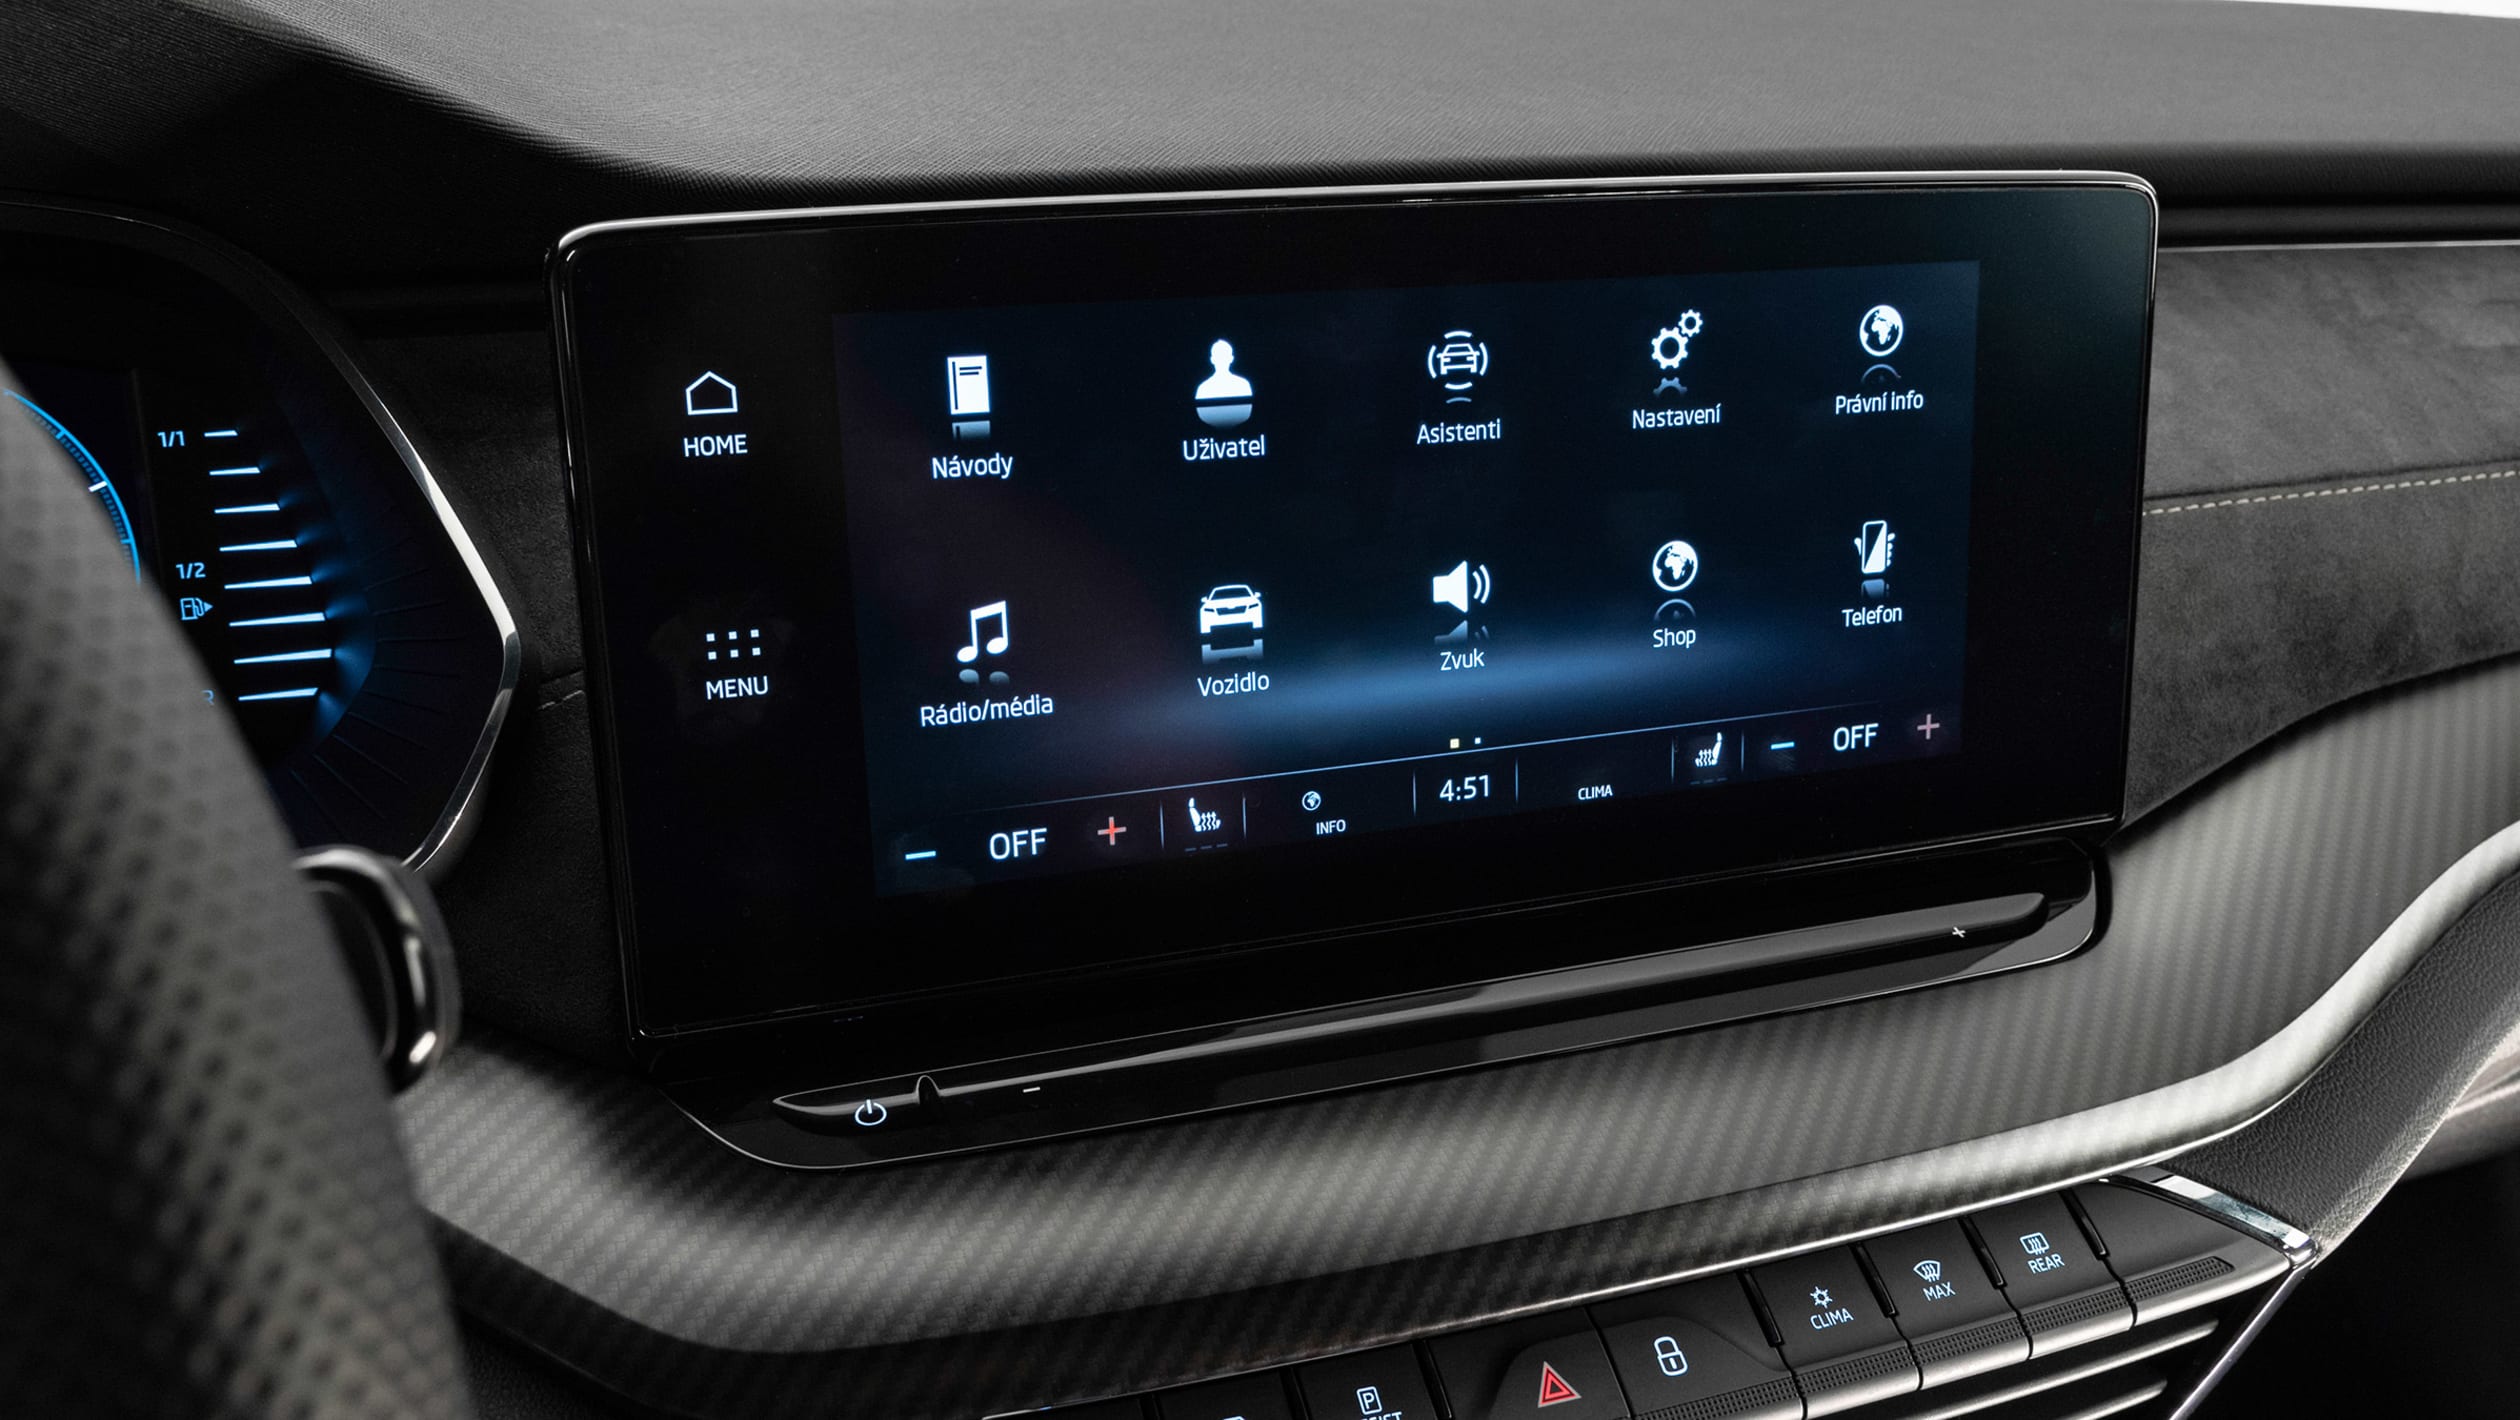 1/1
1/2
HOME
MENU
Návody
Uživatel
Asistenti
Nastavení
Právní info
Rádio/média
Vozidlo
Zvuk
Shop
Telefon
OFF
INFO
4:51
CLIMA
OFF
CLIMA
MAX
REAR
P